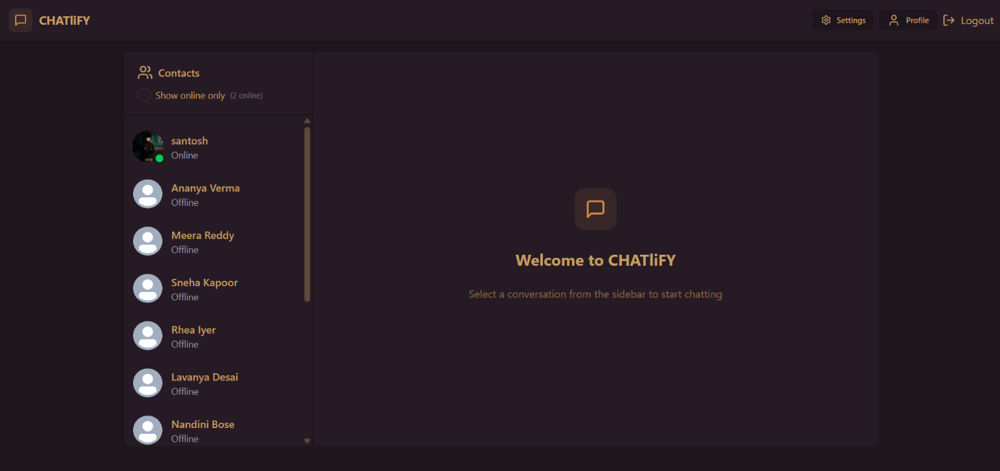 CHATliFY
Settings Profile Logout
Contacts
Show online only (2 online)
santosh
Online
Ananya Verma
Offline
Meera Reddy
Offline
Sneha Kapoor
Offline
Rhea Iyer
Offline
Lavanya Desai
Offline
Nandini Bose
Offline
Welcome to CHATliFY
Select a conversation from the sidebar to start chatting